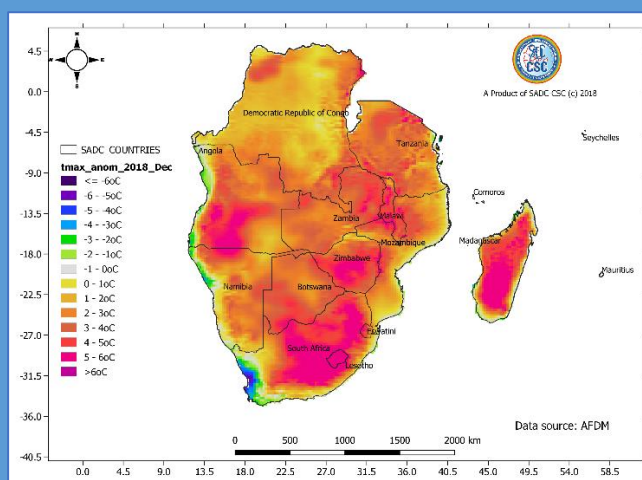 SADC
CSC
A Product of SADC CSC (c) 2018
4.5
0.0
-4.5
-9.0
-13.5
-18.0
-22.5
-27.0
-31.5
-36.0
-40.5
Democratic Republic of Congo
Tanzania
Seychelles
Angola
Comoros
Zambia
Malawi
Mozambique
Madagascar
Zimbabwe
Mauritius
Namibia
Botswana
Eswatini
South Africa
Lesotho
SADC COUNTRIES
tmax_anom_2018_Dec
<= -6oC
-6 - -5oC
-5 - -4oC
-4 - -3oC
-3 - -2oC
-2 - -1oC
-1 - 0oC
0 - 1oC
1 - 2oC
2 - 3oC
3 - 4oC
4 - 5oC
5 - 6oC
>6oC
Data source: AFDM
0 500 1000 1500 2000 km
0.0 4.5 9.0 13.5 18.0 22.5 27.0 31.5 36.0 40.5 45.0 49.5 54.0 58.5